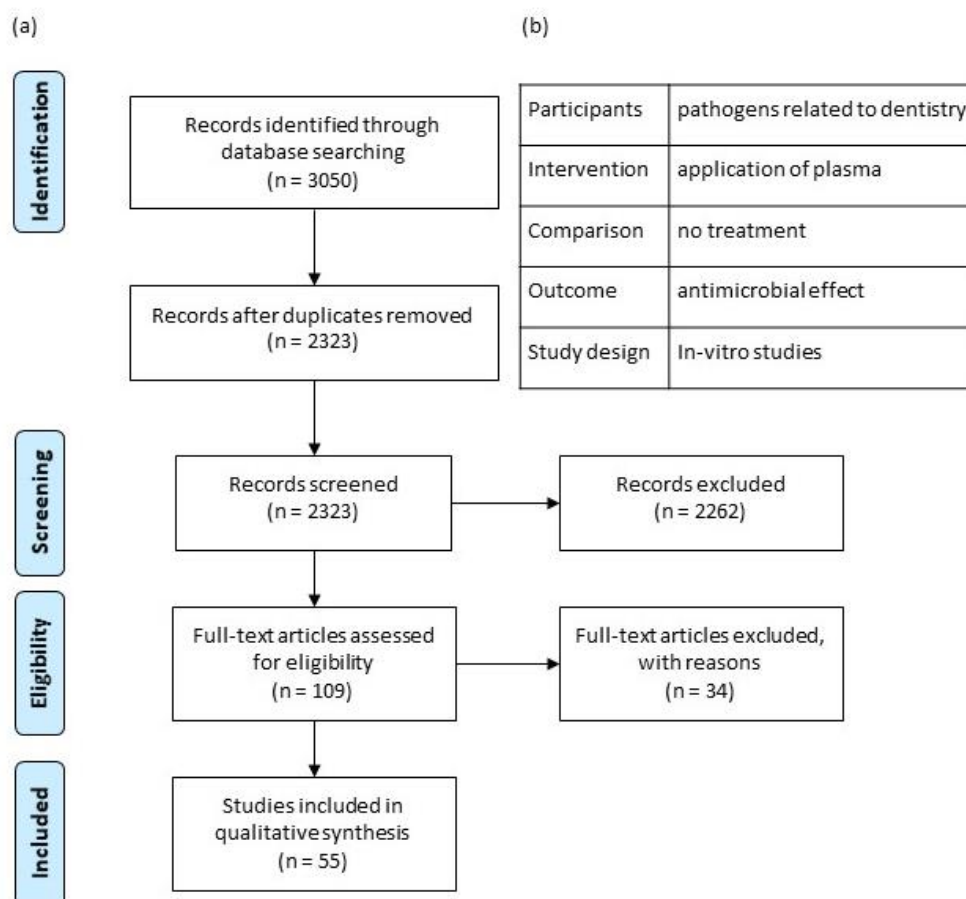 (a)
Identification
Records identified through
database searching
(n = 3050)
Records after duplicates removed
(n = 2323)
Screening
Records screened
(n = 2323)
Records excluded
(n = 2262)
Eligibility
Full-text articles assessed
for eligibility
(n = 109)
Full-text articles excluded,
with reasons
(n = 34)
Included
Studies included in
qualitative synthesis
(n = 55)
(b)
Participants pathogens related to dentistry
Intervention application of plasma
Comparison no treatment
Outcome antimicrobial effect
Study design In-vitro studies